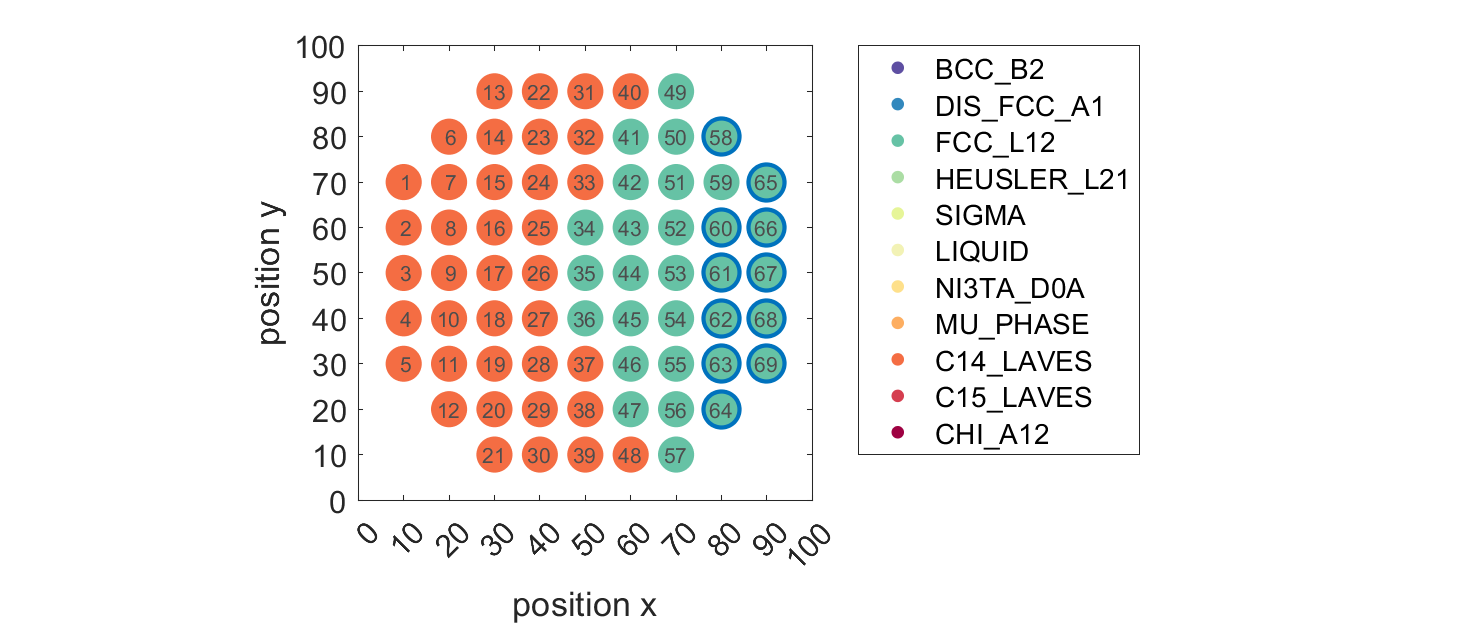 100
90
80
70
60
50
40
30
20
10
0
position y
13 22 31 40 49
6 14 23 32 41 50 58
1 7 15 24 33 42 51 59 65
2 8 16 25 34 43 52 60 66
3 9 17 26 35 44 53 61 67
4 10 18 27 36 45 54 62 68
5 11 19 28 37 46 55 63 69
12 20 29 38 47 56 64
21 30 39 48 57
0 10 20 30 40 50 60 70 80 90 100
position x
BCC_B2
DIS_FCC_A1
FCC_L12
HEUSLER_L21
SIGMA
LIQUID
NI3TA_D0A
MU_PHASE
C14_LAVES
C15_LAVES
CHI_A12